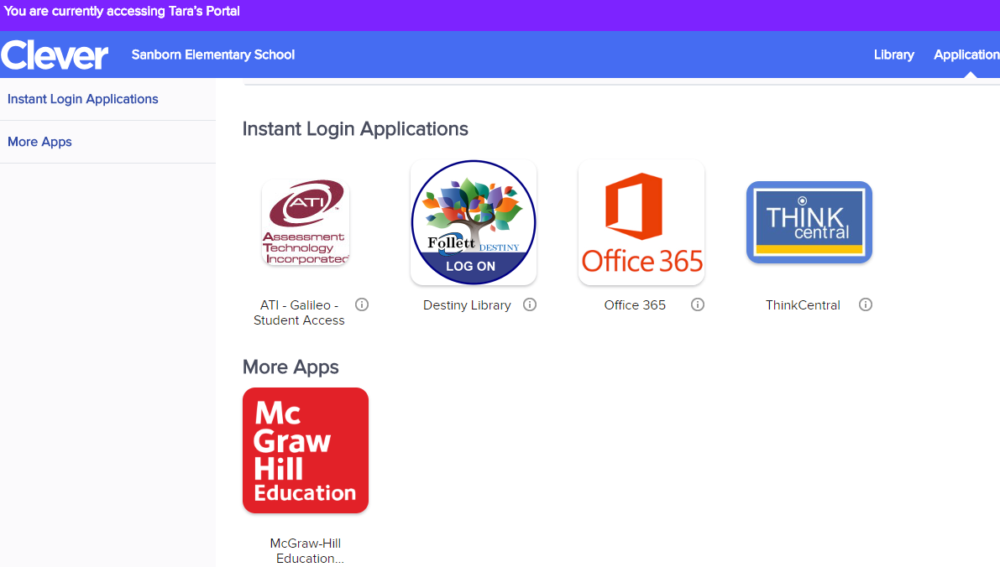 You are currently accessing Tara's Portal
Clever
Sanborn Elementary School
Library
Application
Instant Login Applications
More Apps
Instant Login Applications
ATI
Assessment
Technology
Incorporated
Follett DESTINY
LOG ON
Office 365
THINK
central
ATI - Galileo -
Student Access
Destiny Library
Office 365
ThinkCentral
More Apps
Mc
Graw
Hill
Education
McGraw-Hill
Education...